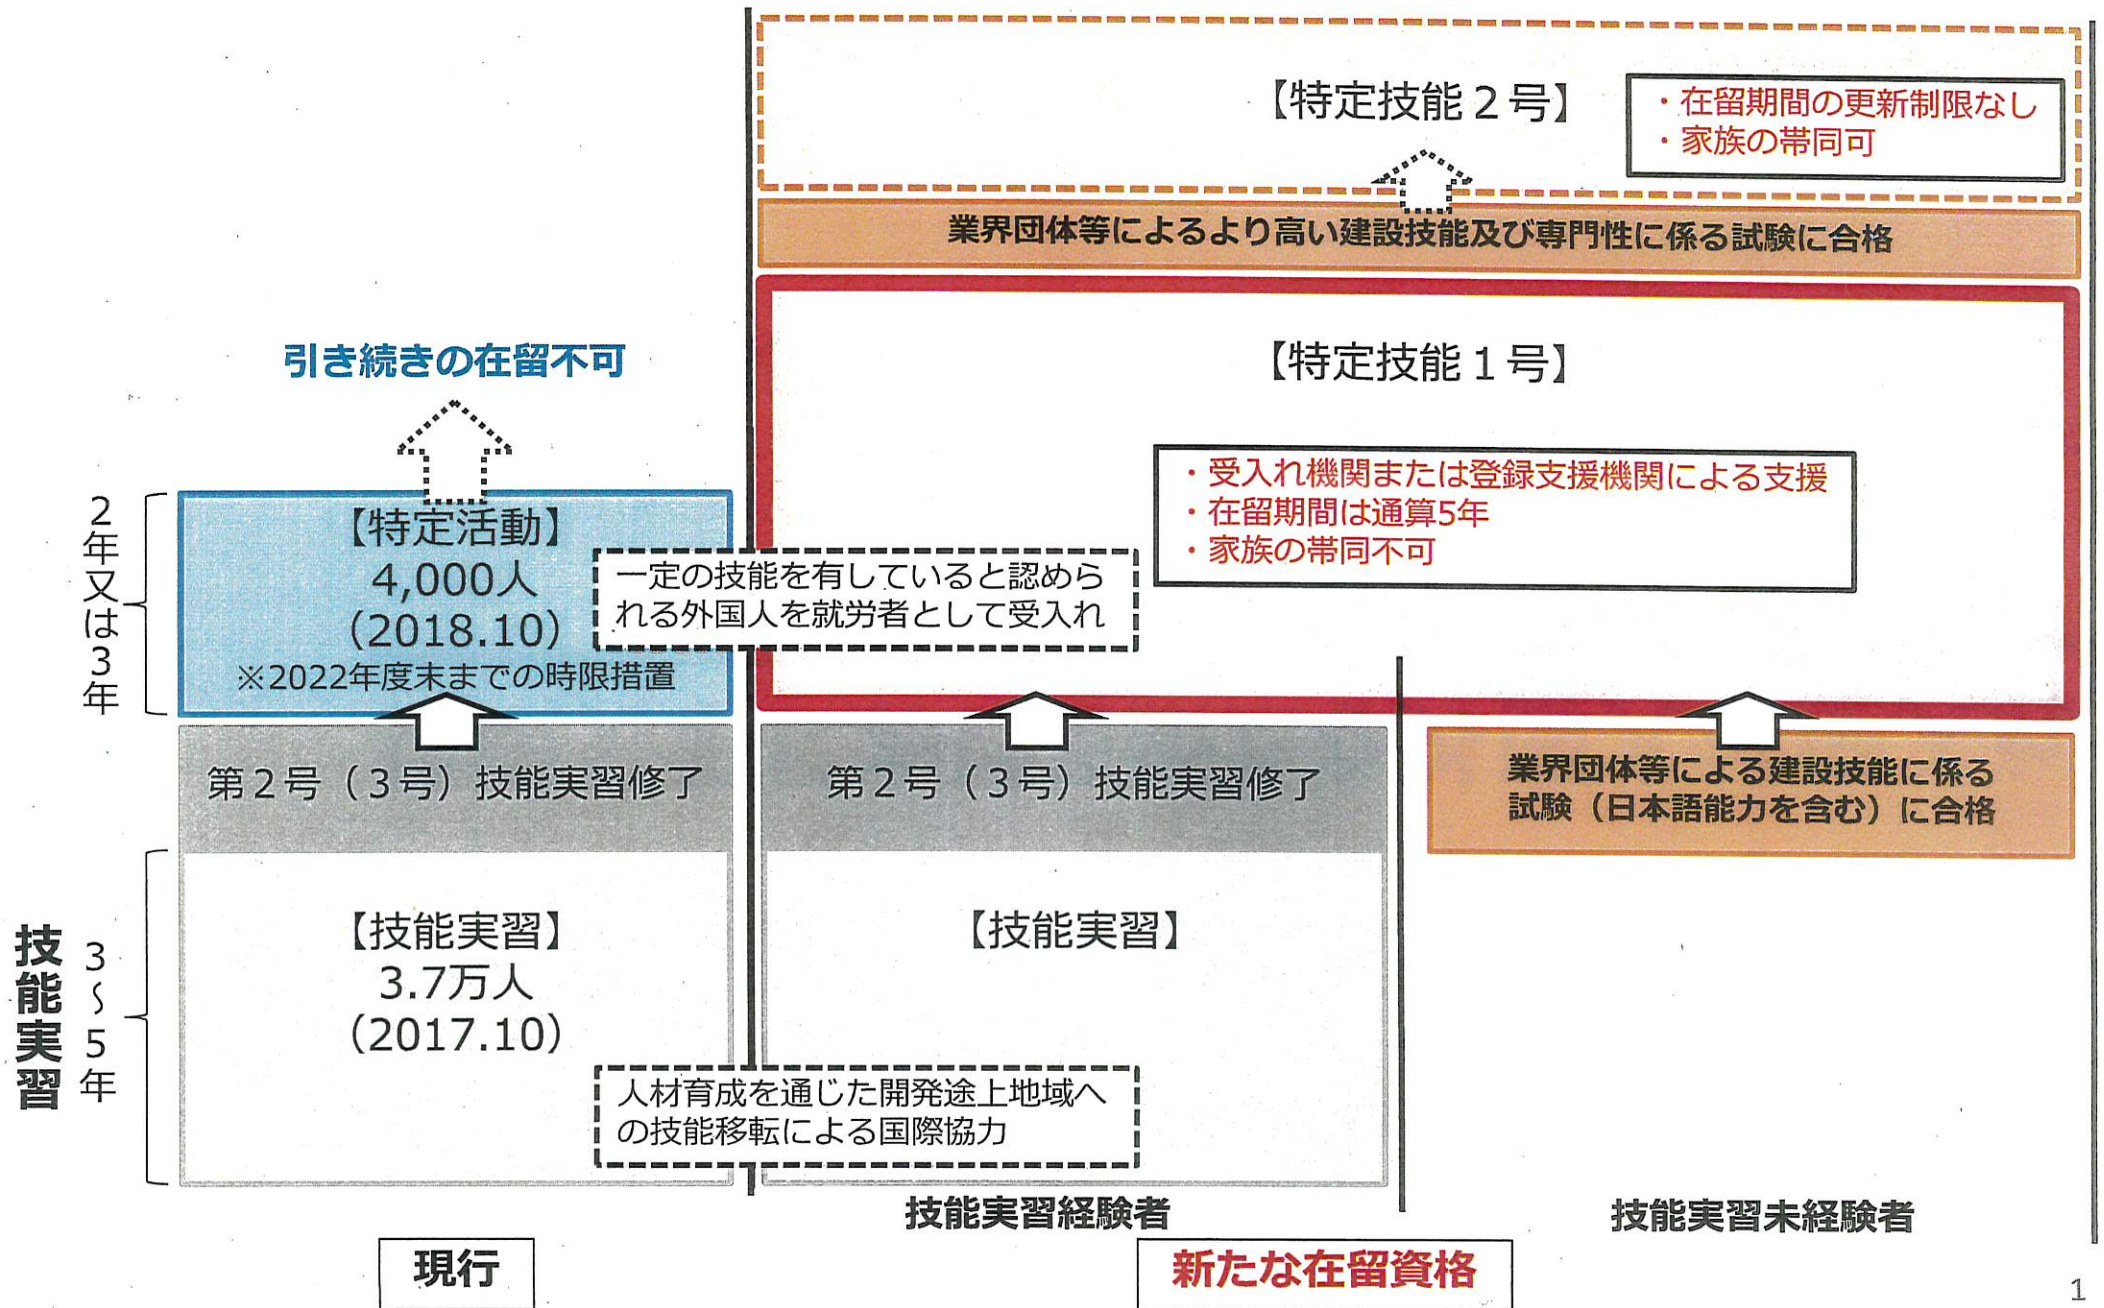 【特定技能２号】
・在留期間の更新制限なし
・家族の帯同可
業界団体等によるより高い建設技能及び専門性に係る試験に合格
【特定技能１号】
・受入れ機関または登録支援機関による支援
・在留期間は通算5年
・家族の帯同不可
引き続きの在留不可
２年又は３年
【特定活動】
4,000人
（2018.10）
※2022年度末までの時限措置
一定の技能を有していると認めら
れる外国人を就労者として受入れ
第２号（３号）技能実習修了
第２号（３号）技能実習修了
業界団体等による建設技能に係る
試験（日本語能力を含む）に合格
技能実習
３～５年
【技能実習】
3.7万人
（2017.10）
【技能実習】
人材育成を通じた開発途上地域へ
の技能移転による国際協力
技能実習経験者
技能実習未経験者
現行
新たな在留資格
1